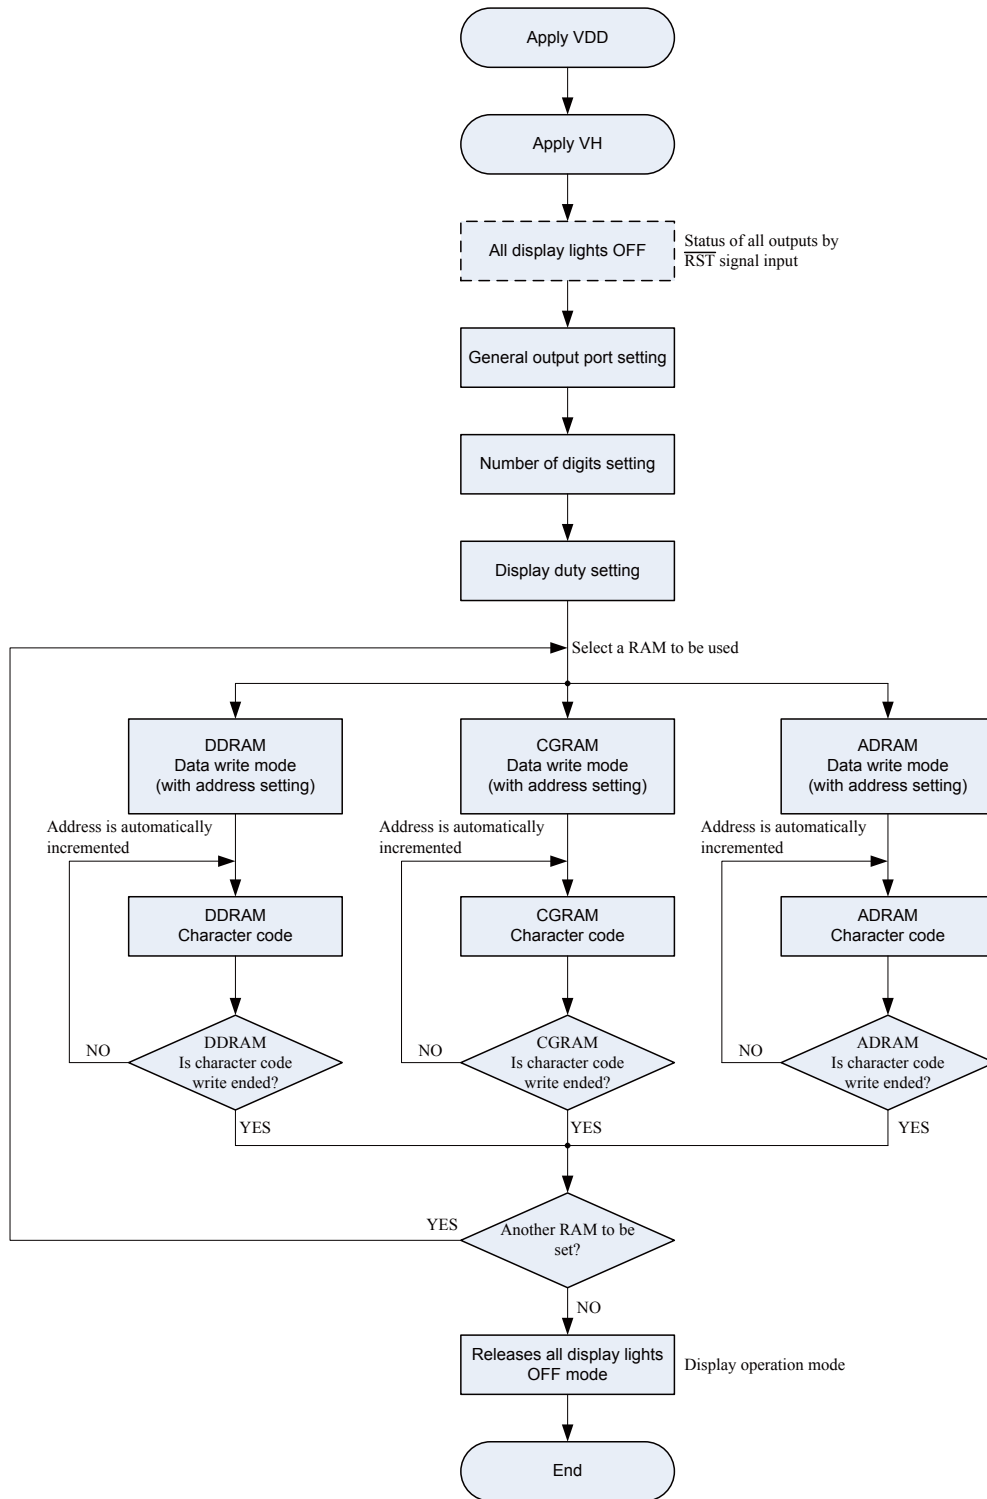 Apply VDD
Apply VH
All display lights OFF
Status of all outputs by
RST signal input
General output port setting
Number of digits setting
Display duty setting
Select a RAM to be used
DDRAM
Data write mode
(with address setting)
CGRAM
Data write mode
(with address setting)
ADRAM
Data write mode
(with address setting)
Address is automatically
incremented
Address is automatically
incremented
Address is automatically
incremented
DDRAM
Character code
CGRAM
Character code
ADRAM
Character code
NO
DDRAM
Is character code
write ended?
NO
CGRAM
Is character code
write ended?
NO
ADRAM
Is character code
write ended?
YES
YES
YES
YES
Another RAM to be
set?
NO
Releases all display lights
OFF mode
Display operation mode
End